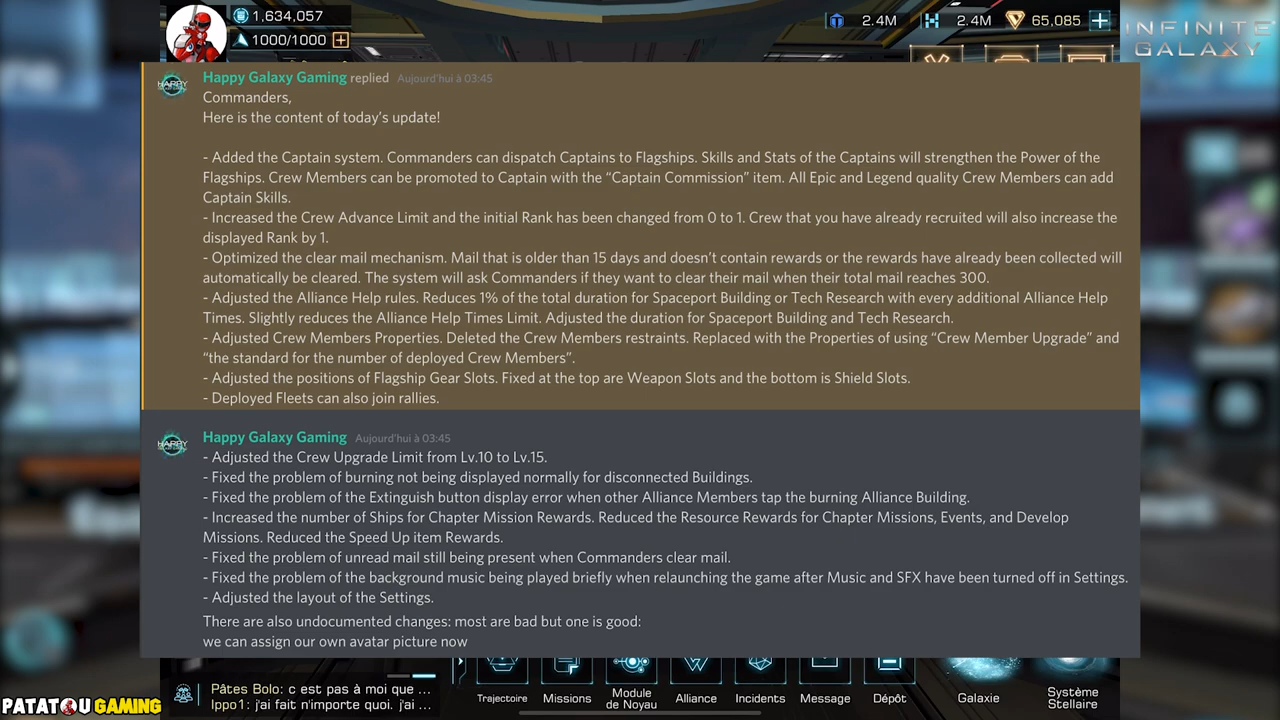 1,634,057
1000/1000
2.4M
2.4M
65,085
INFINITE
GALAXY
Happy Galaxy Gaming replied Aujourd'hui à 03:45
Commanders,
Here is the content of today's update!
- Added the Captain system. Commanders can dispatch Captains to Flagships. Skills and Stats of the Captains will strengthen the Power of the
Flagships. Crew Members can be promoted to Captain with the “Captain Commission” item. All Epic and Legend quality Crew Members can add
Captain Skills.
- Increased the Crew Advance Limit and the initial Rank has been changed from 0 to 1. Crew that you have already recruited will also increase the
displayed Rank by 1.
- Optimized the clear mail mechanism. Mail that is older than 15 days and doesn't contain rewards or the rewards have already been collected will
automatically be cleared. The system will ask Commanders if they want to clear their mail when their total mail reaches 300.
- Adjusted the Alliance Help rules. Reduces 1% of the total duration for Spaceport Building or Tech Research with every additional Alliance Help
Times. Slightly reduces the Alliance Help Times Limit. Adjusted the duration for Spaceport Building and Tech Research.
- Adjusted Crew Members Properties. Deleted the Crew Members restraints. Replaced with the Properties of using “Crew Member Upgrade” and
“the standard for the number of deployed Crew Members”.
- Adjusted the positions of Flagship Gear Slots. Fixed at the top are Weapon Slots and the bottom is Shield Slots.
- Deployed Fleets can also join rallies.
Happy Galaxy Gaming Aujourd'hui à 03:45
- Adjusted the Crew Upgrade Limit from Lv.10 to Lv.15.
- Fixed the problem of burning not being displayed normally for disconnected Buildings.
- Fixed the problem of the Extinguish button display error when other Alliance Members tap the burning Alliance Building.
- Increased the number of Ships for Chapter Mission Rewards. Reduced the Resource Rewards for Chapter Missions, Events, and Develop
Missions. Reduced the Speed Up item Rewards.
- Fixed the problem of unread mail still being present when Commanders clear mail.
- Fixed the problem of the background music being played briefly when relaunching the game after Music and SFX have been turned off in Settings.
- Adjusted the layout of the Settings.
There are also undocumented changes: most are bad but one is good:
we can assign our own avatar picture now
Pâtes Bolo: c est pas à moi que ...
Ippo1: j'ai fait n'importe quoi. j'ai ...
Trajectoire
Missions
Module
de Noyau
Alliance
Incidents
Message
Dépôt
Galaxie
Système
Stellaire
PATATOU GAMING